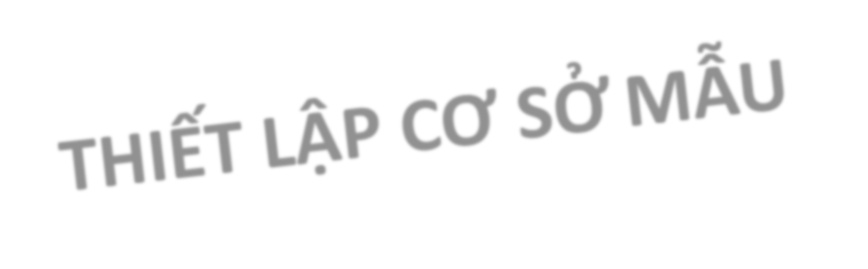 THIẾT LẬP CƠ SỞ MẪU